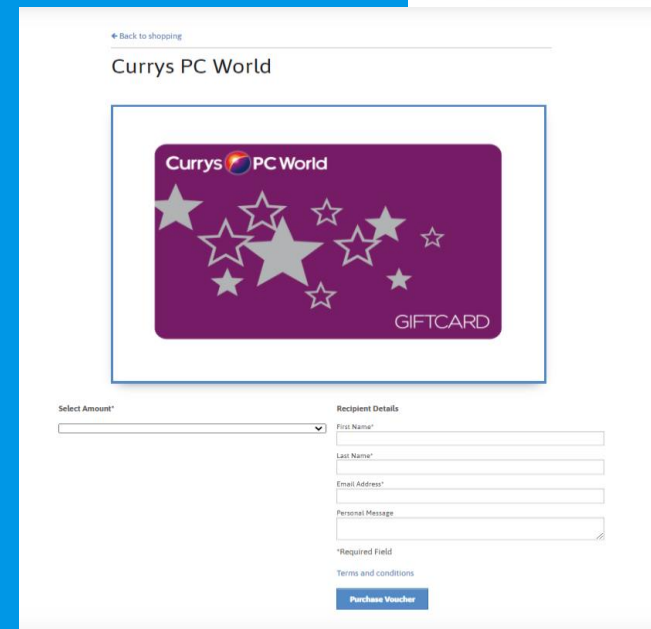 ← Back to shopping
Currys PC World
Currys PC World
GIFTCARD
Select Amount*
Recipient Details
First Name*
Last Name*
Email Address*
Personal Message
*Required Field
Terms and conditions
Purchase Voucher